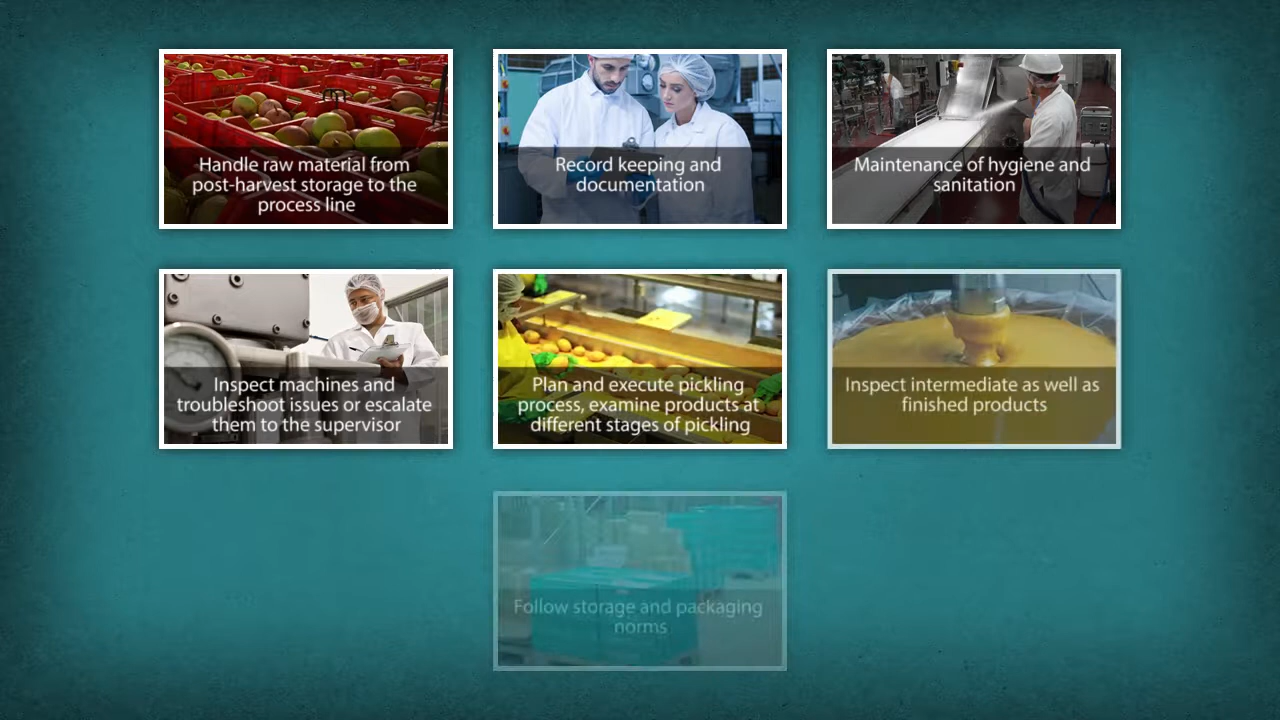 Handle raw material from
post-harvest storage to the
process line
Record keeping and
documentation
Maintenance of hygiene and
sanitation
Inspect machines and
troubleshoot issues or escalate
them to the supervisor
Plan and execute pickling
process, examine products at
different stages of pickling
Inspect intermediate as well as
finished products
Follow storage and packaging
norms